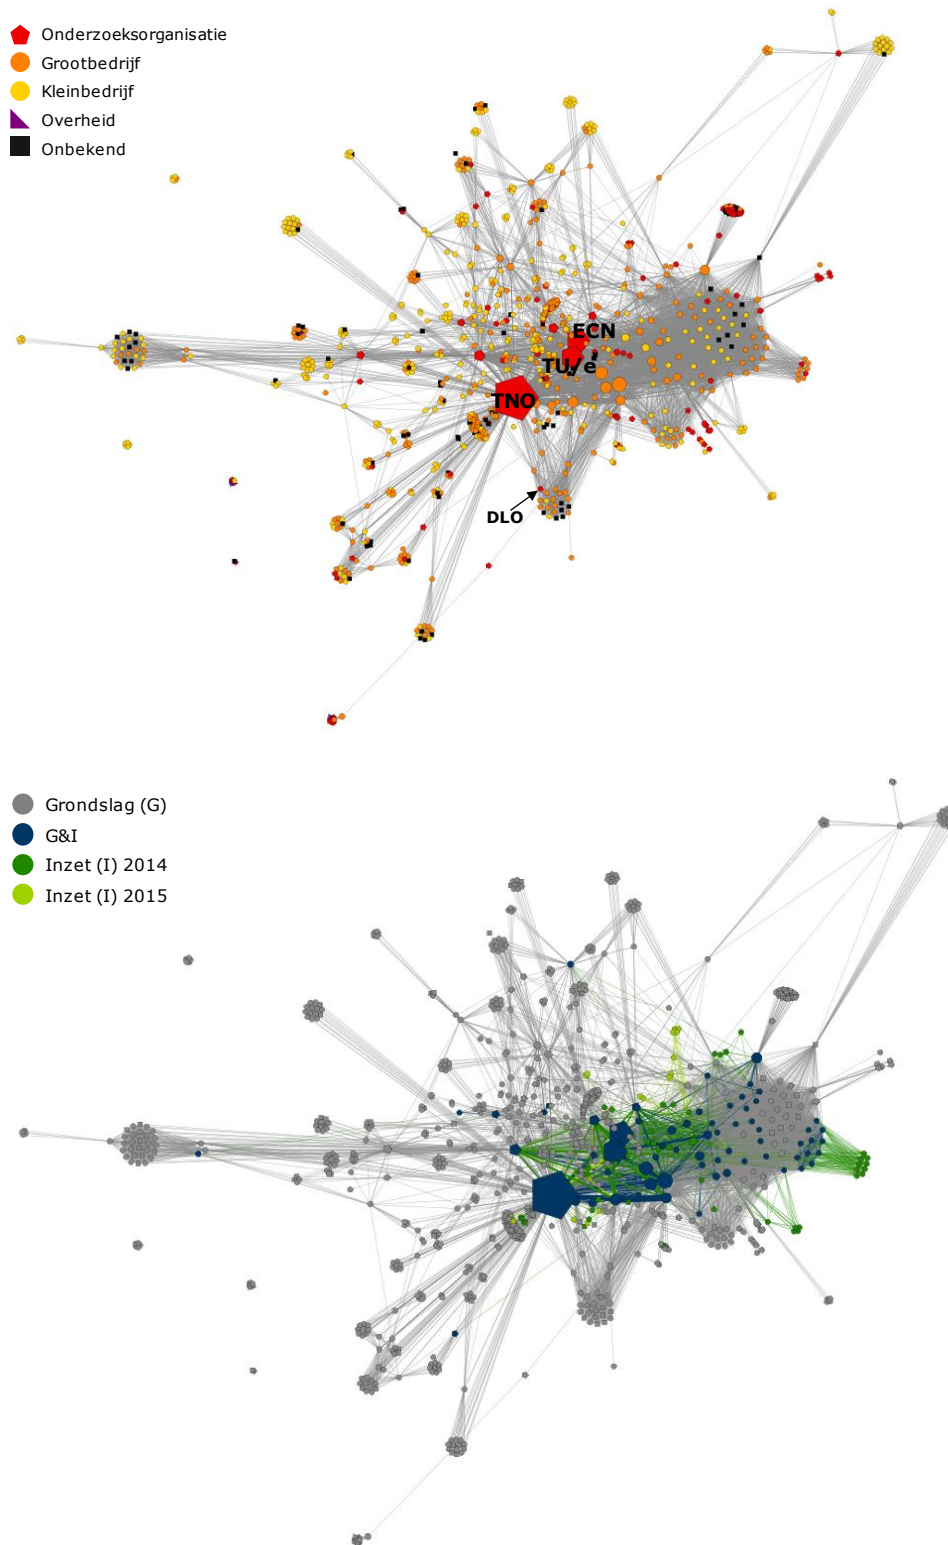 Onderzoeksorganisatie
Grootbedrijf
Kleinbedrijf
Overheid
Onbekend
ECN
TU/e
TNO
DLO
Grondslag (G)
G&I
Inzet (I) 2014
Inzet (I) 2015